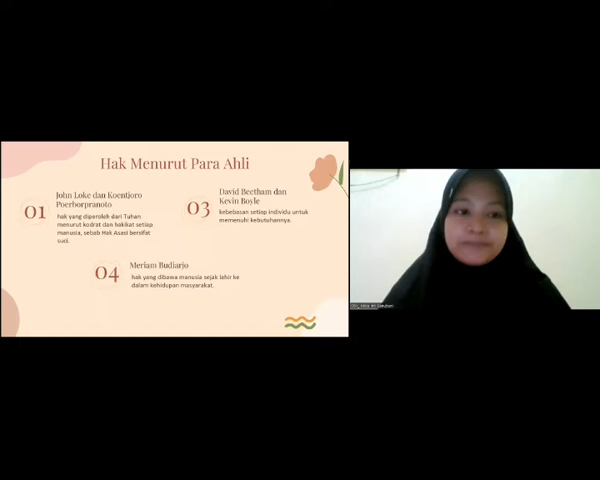 Hak Menurut Para Ahli
01
John Loke dan Koentjoro
Poerborpranoto
hak yang diperoleh dari Tuhan
menurut kodrat dan hakikat setiap
manusia, sebab Hak Asasi bersifat
suci.
03
David Beetham dan
Kevin Boyle
kebebasan setiap individu untuk
memenuhi kebutuhannya.
04
Meriam Budiarjo
hak yang dibawa manusia sejak lahir ke
dalam kehidupan masyarakat.